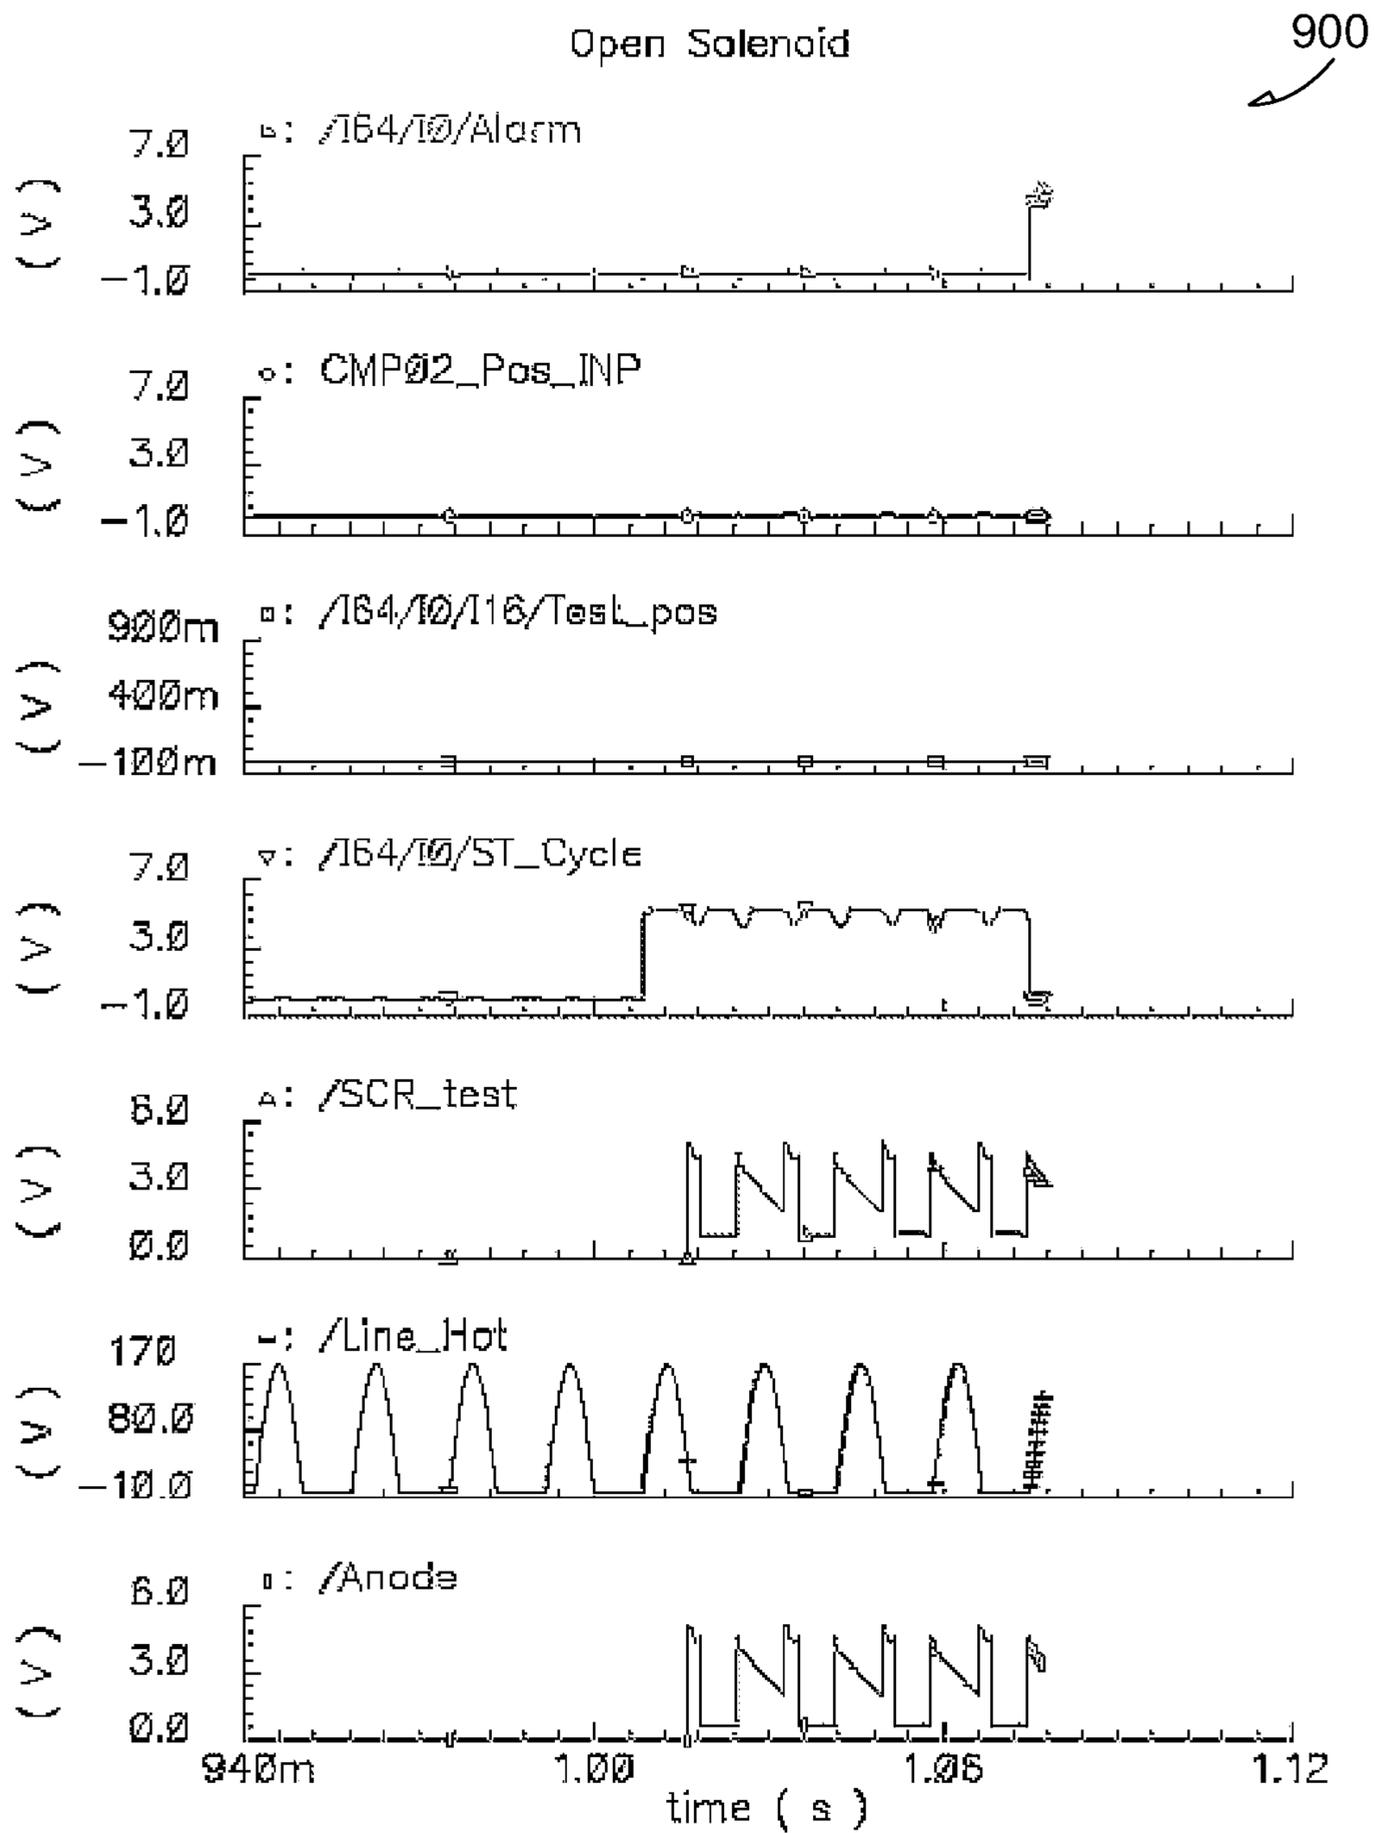 Open Solenoid
900
/I64/I0/Alarm
7.0
3.0
-1.0
(V)
CMP02_Pos_INP
7.0
3.0
-1.0
(V)
/I64/I0/I16/Test_pos
900m
400m
-100m
(V)
/I64/I0/ST_Cycle
7.0
3.0
-1.0
(V)
/SCR_test
6.0
3.0
0.0
(V)
/Line_Hot
170
80.0
-10.0
(V)
/Anode
6.0
3.0
0.0
(V)
940m 1.00 1.06 1.12
time ( s )